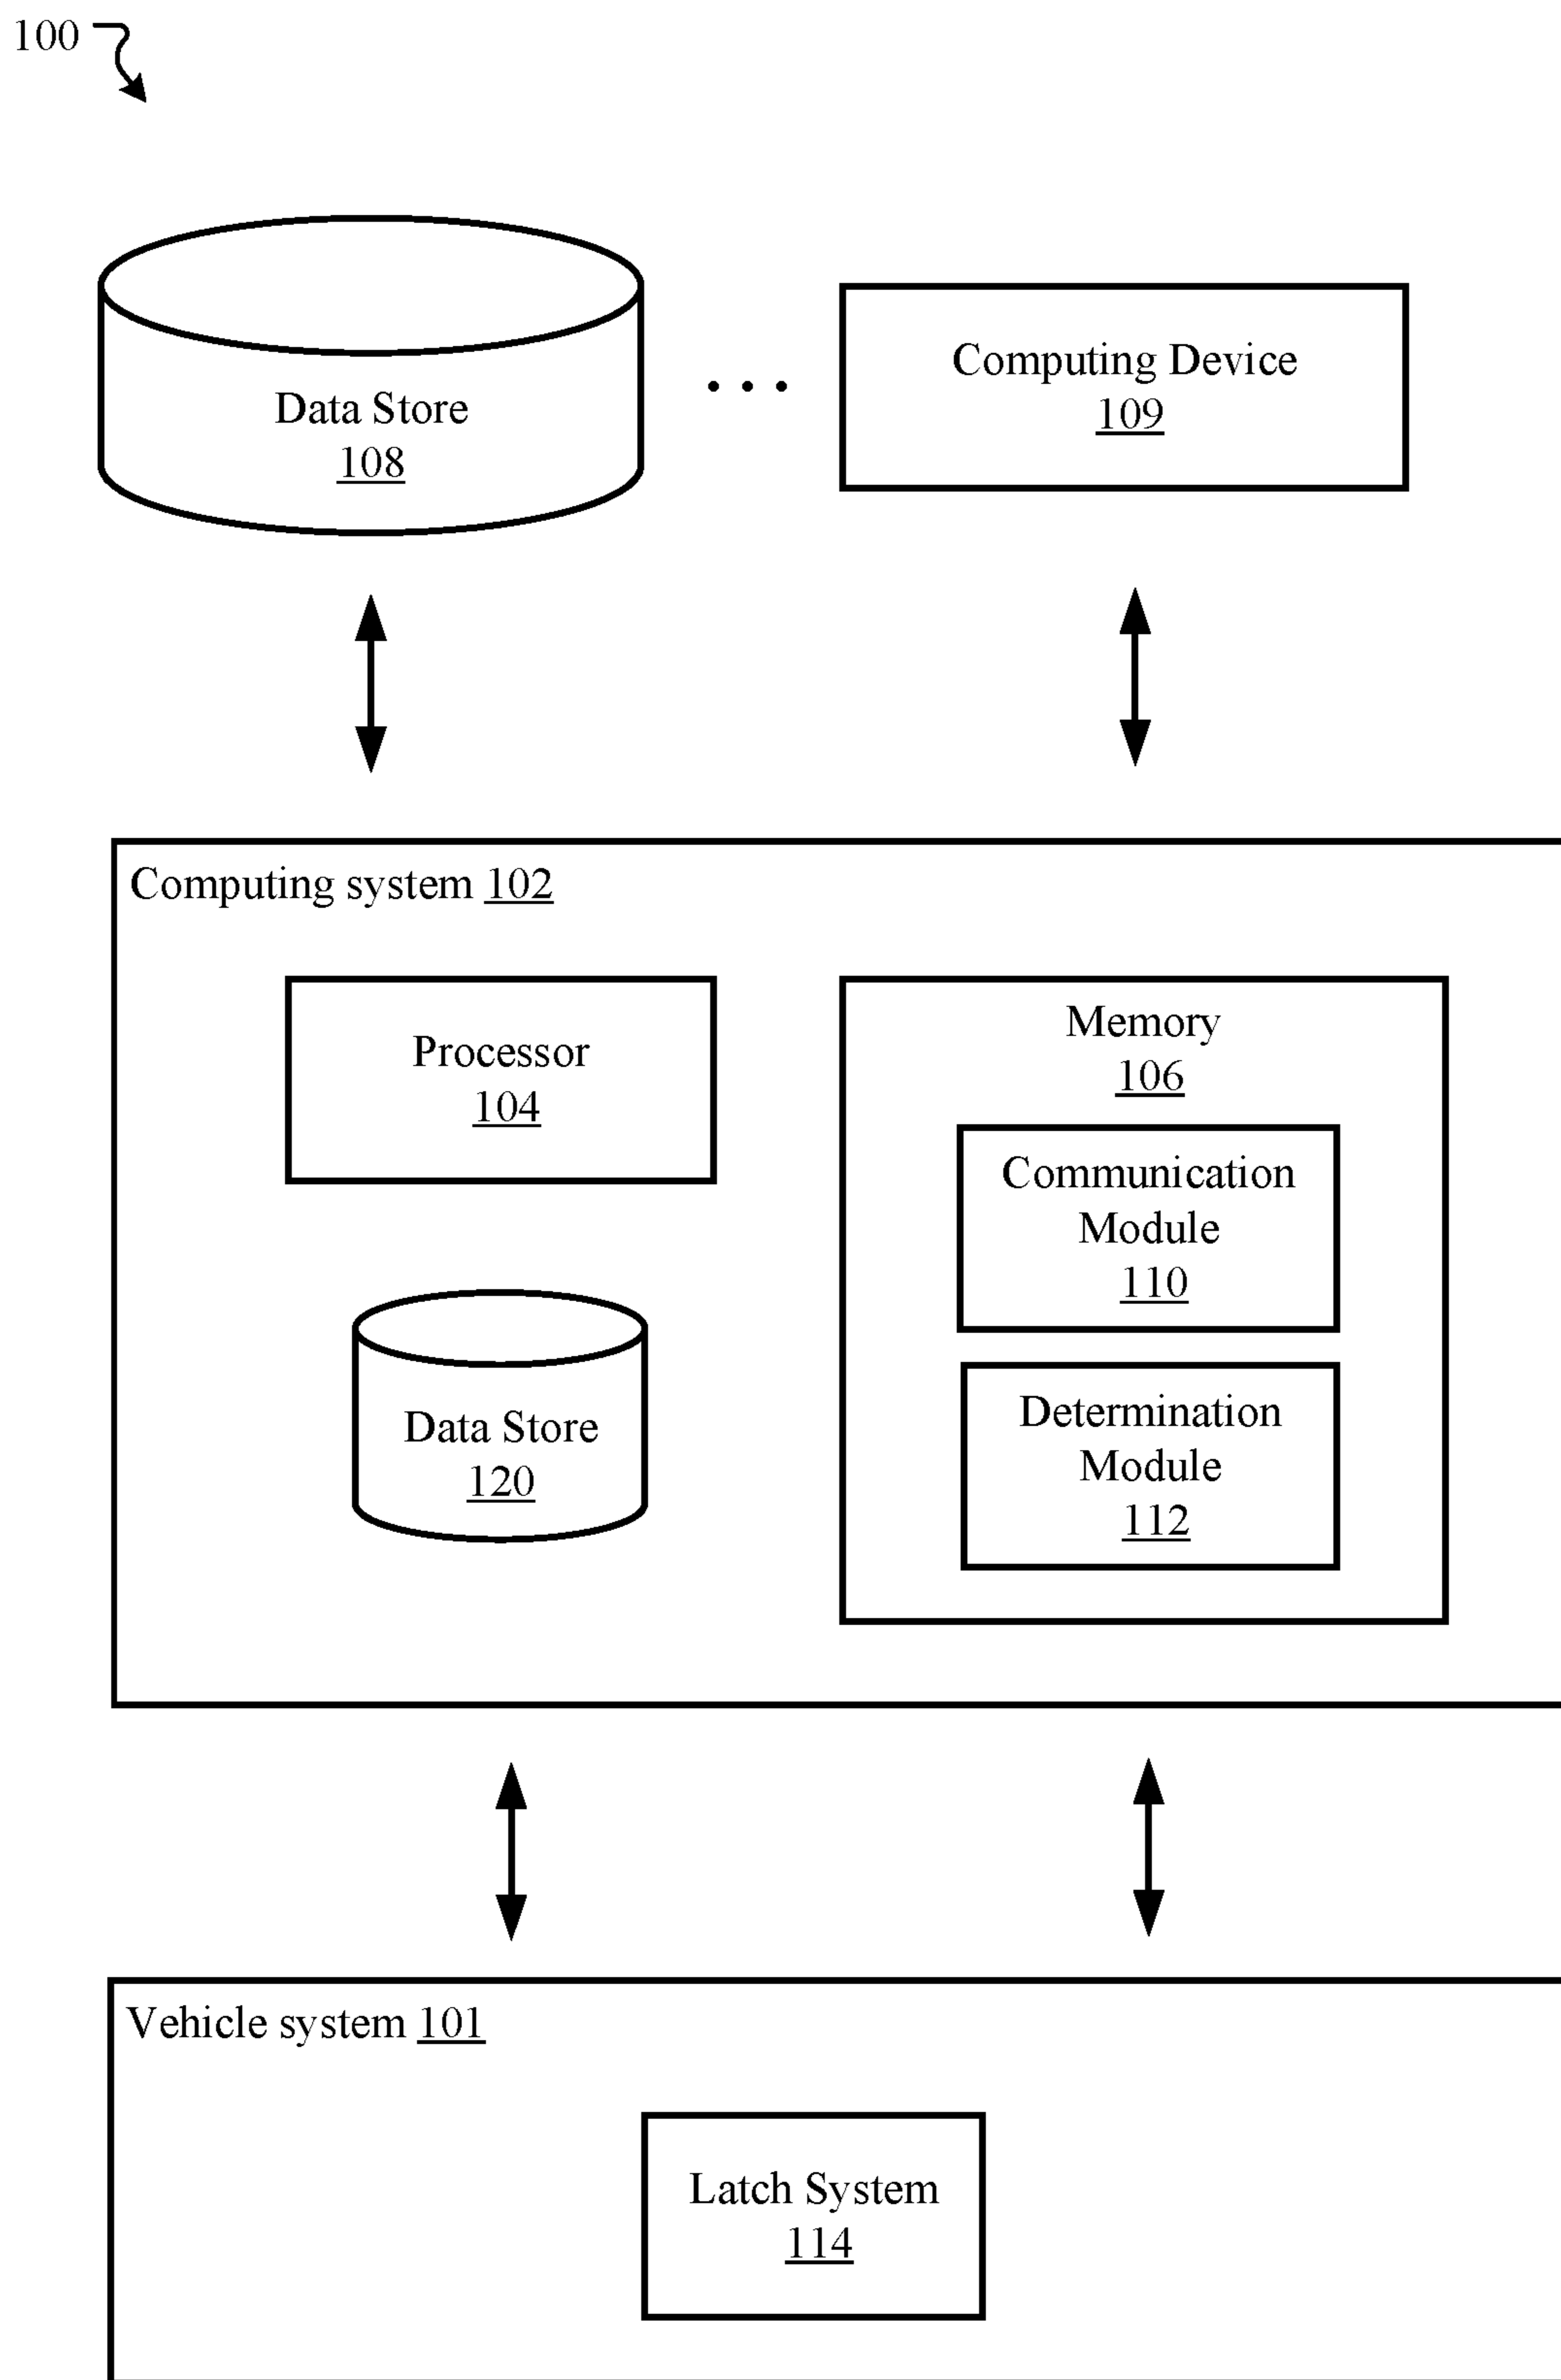 100
Data Store
108
. . .
Computing Device
109
Computing system 102
Processor
104
Memory
106
Communication
Module
110
Data Store
120
Determination
Module
112
Vehicle system 101
Latch System
114